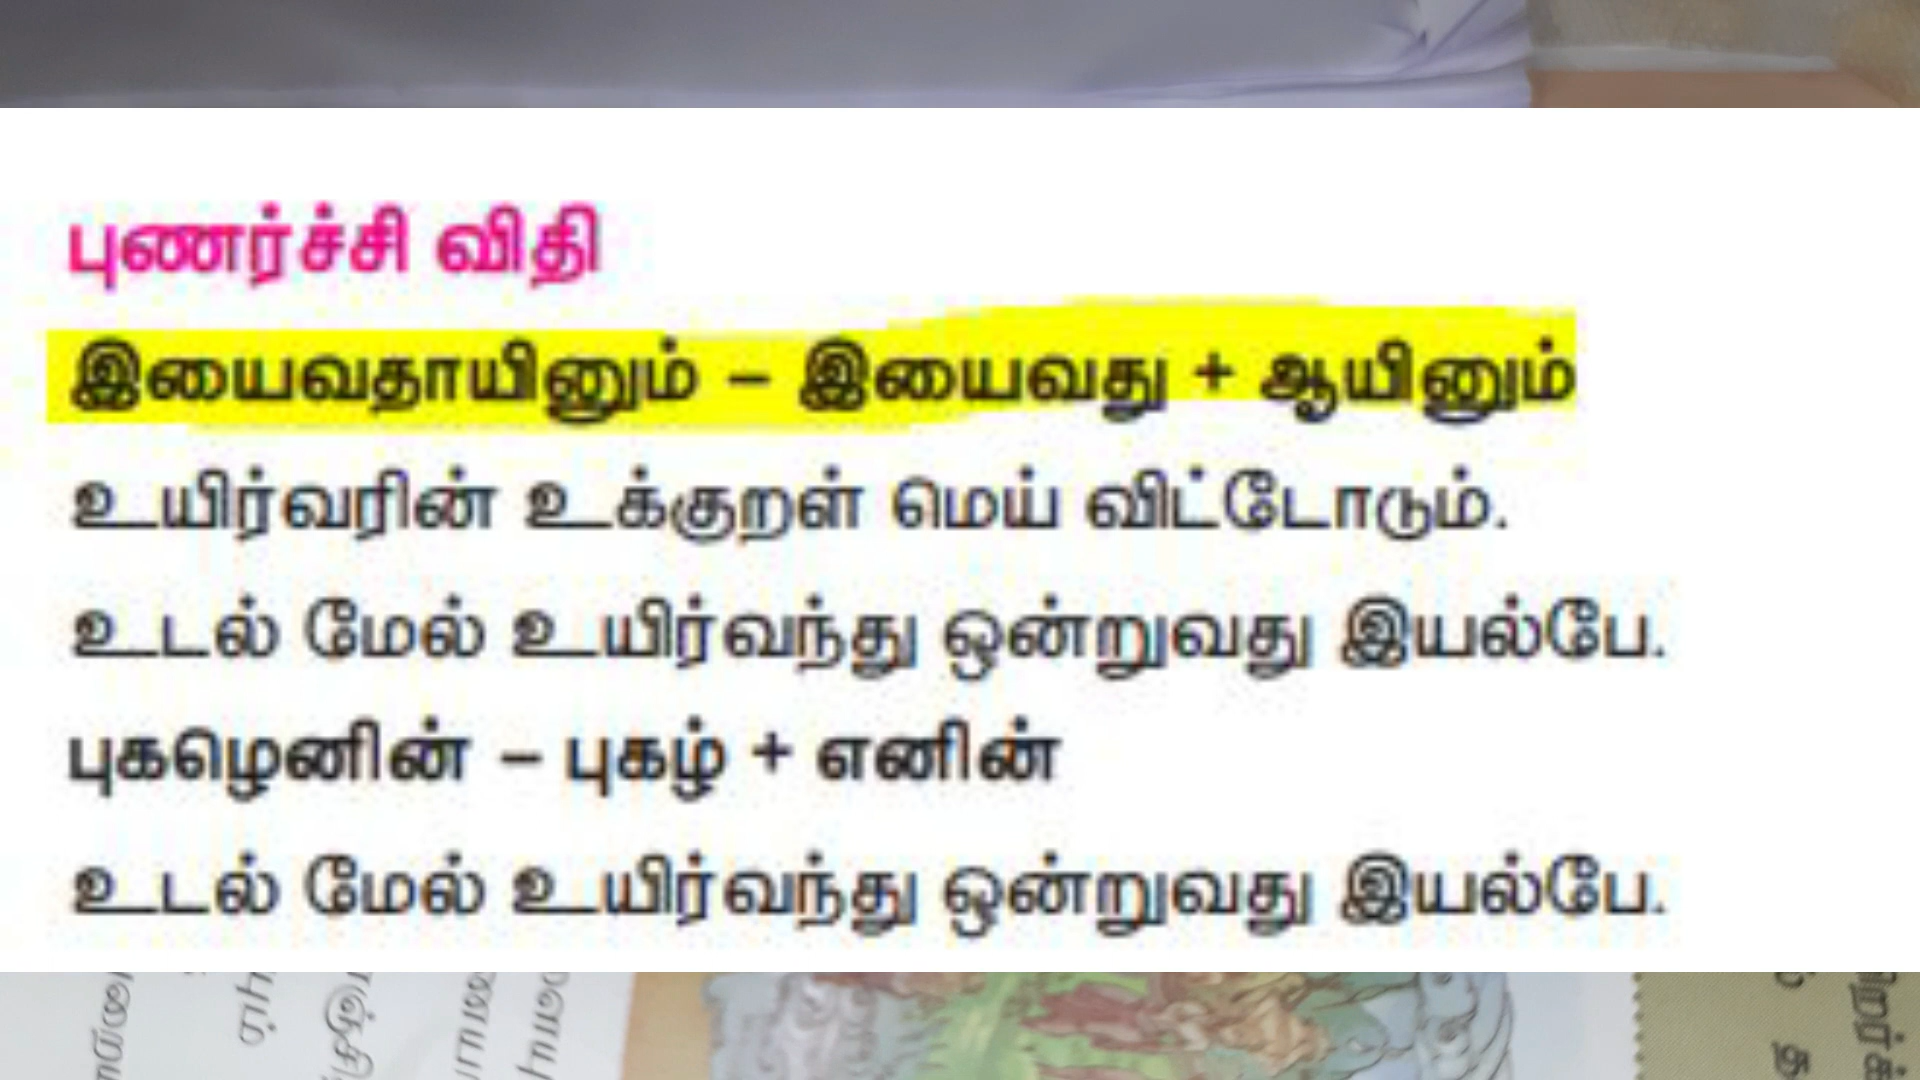 புணர்ச்சி விதி
இயைவதாயினும் – இயைவது + ஆயினும்
உயிர்வரின் உக்குறள் மெய் விட்டோடும்.
உடல் மேல் உயிர்வந்து ஒன்றுவது இயல்பே.
புகழெனின் – புகழ் + எனின்
உடல் மேல் உயிர்வந்து ஒன்றுவது இயல்பே.